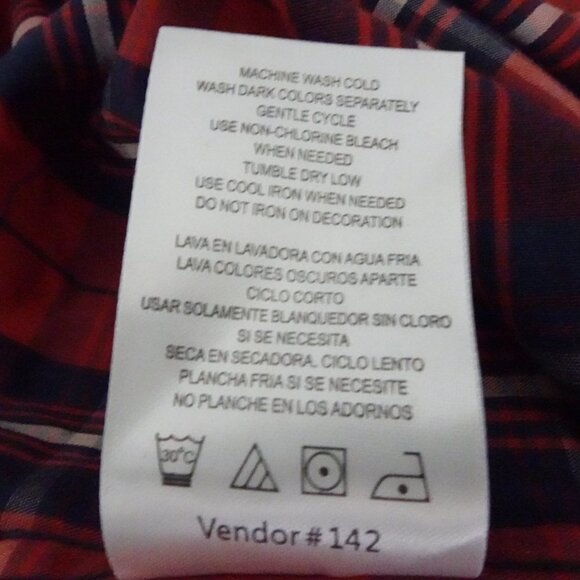 MACHINE WASH COLD
WASH DARK COLORS SEPARATELY
GENTLE CYCLE
USE NON-CHLORINE BLEACH
WHEN NEEDED
TUMBLE DRY LOW
USE COOL IRON WHEN NEEDED
DO NOT IRON ON DECORATION
LAVA EN LAVADORA CON AGUA FRIA
LAVA COLORES OSCUROS APARTE
CICLO CORTO
USAR SOLAMENTE BLANQUEDOR SIN CLORO
SI SE NECESITA
SECA EN SECADORA, CICLO LENTO
PLANCHA FRIA SI SE NECESITE
NO PLANCHE EN LOS ADORNOS
30°C
Vendor#142